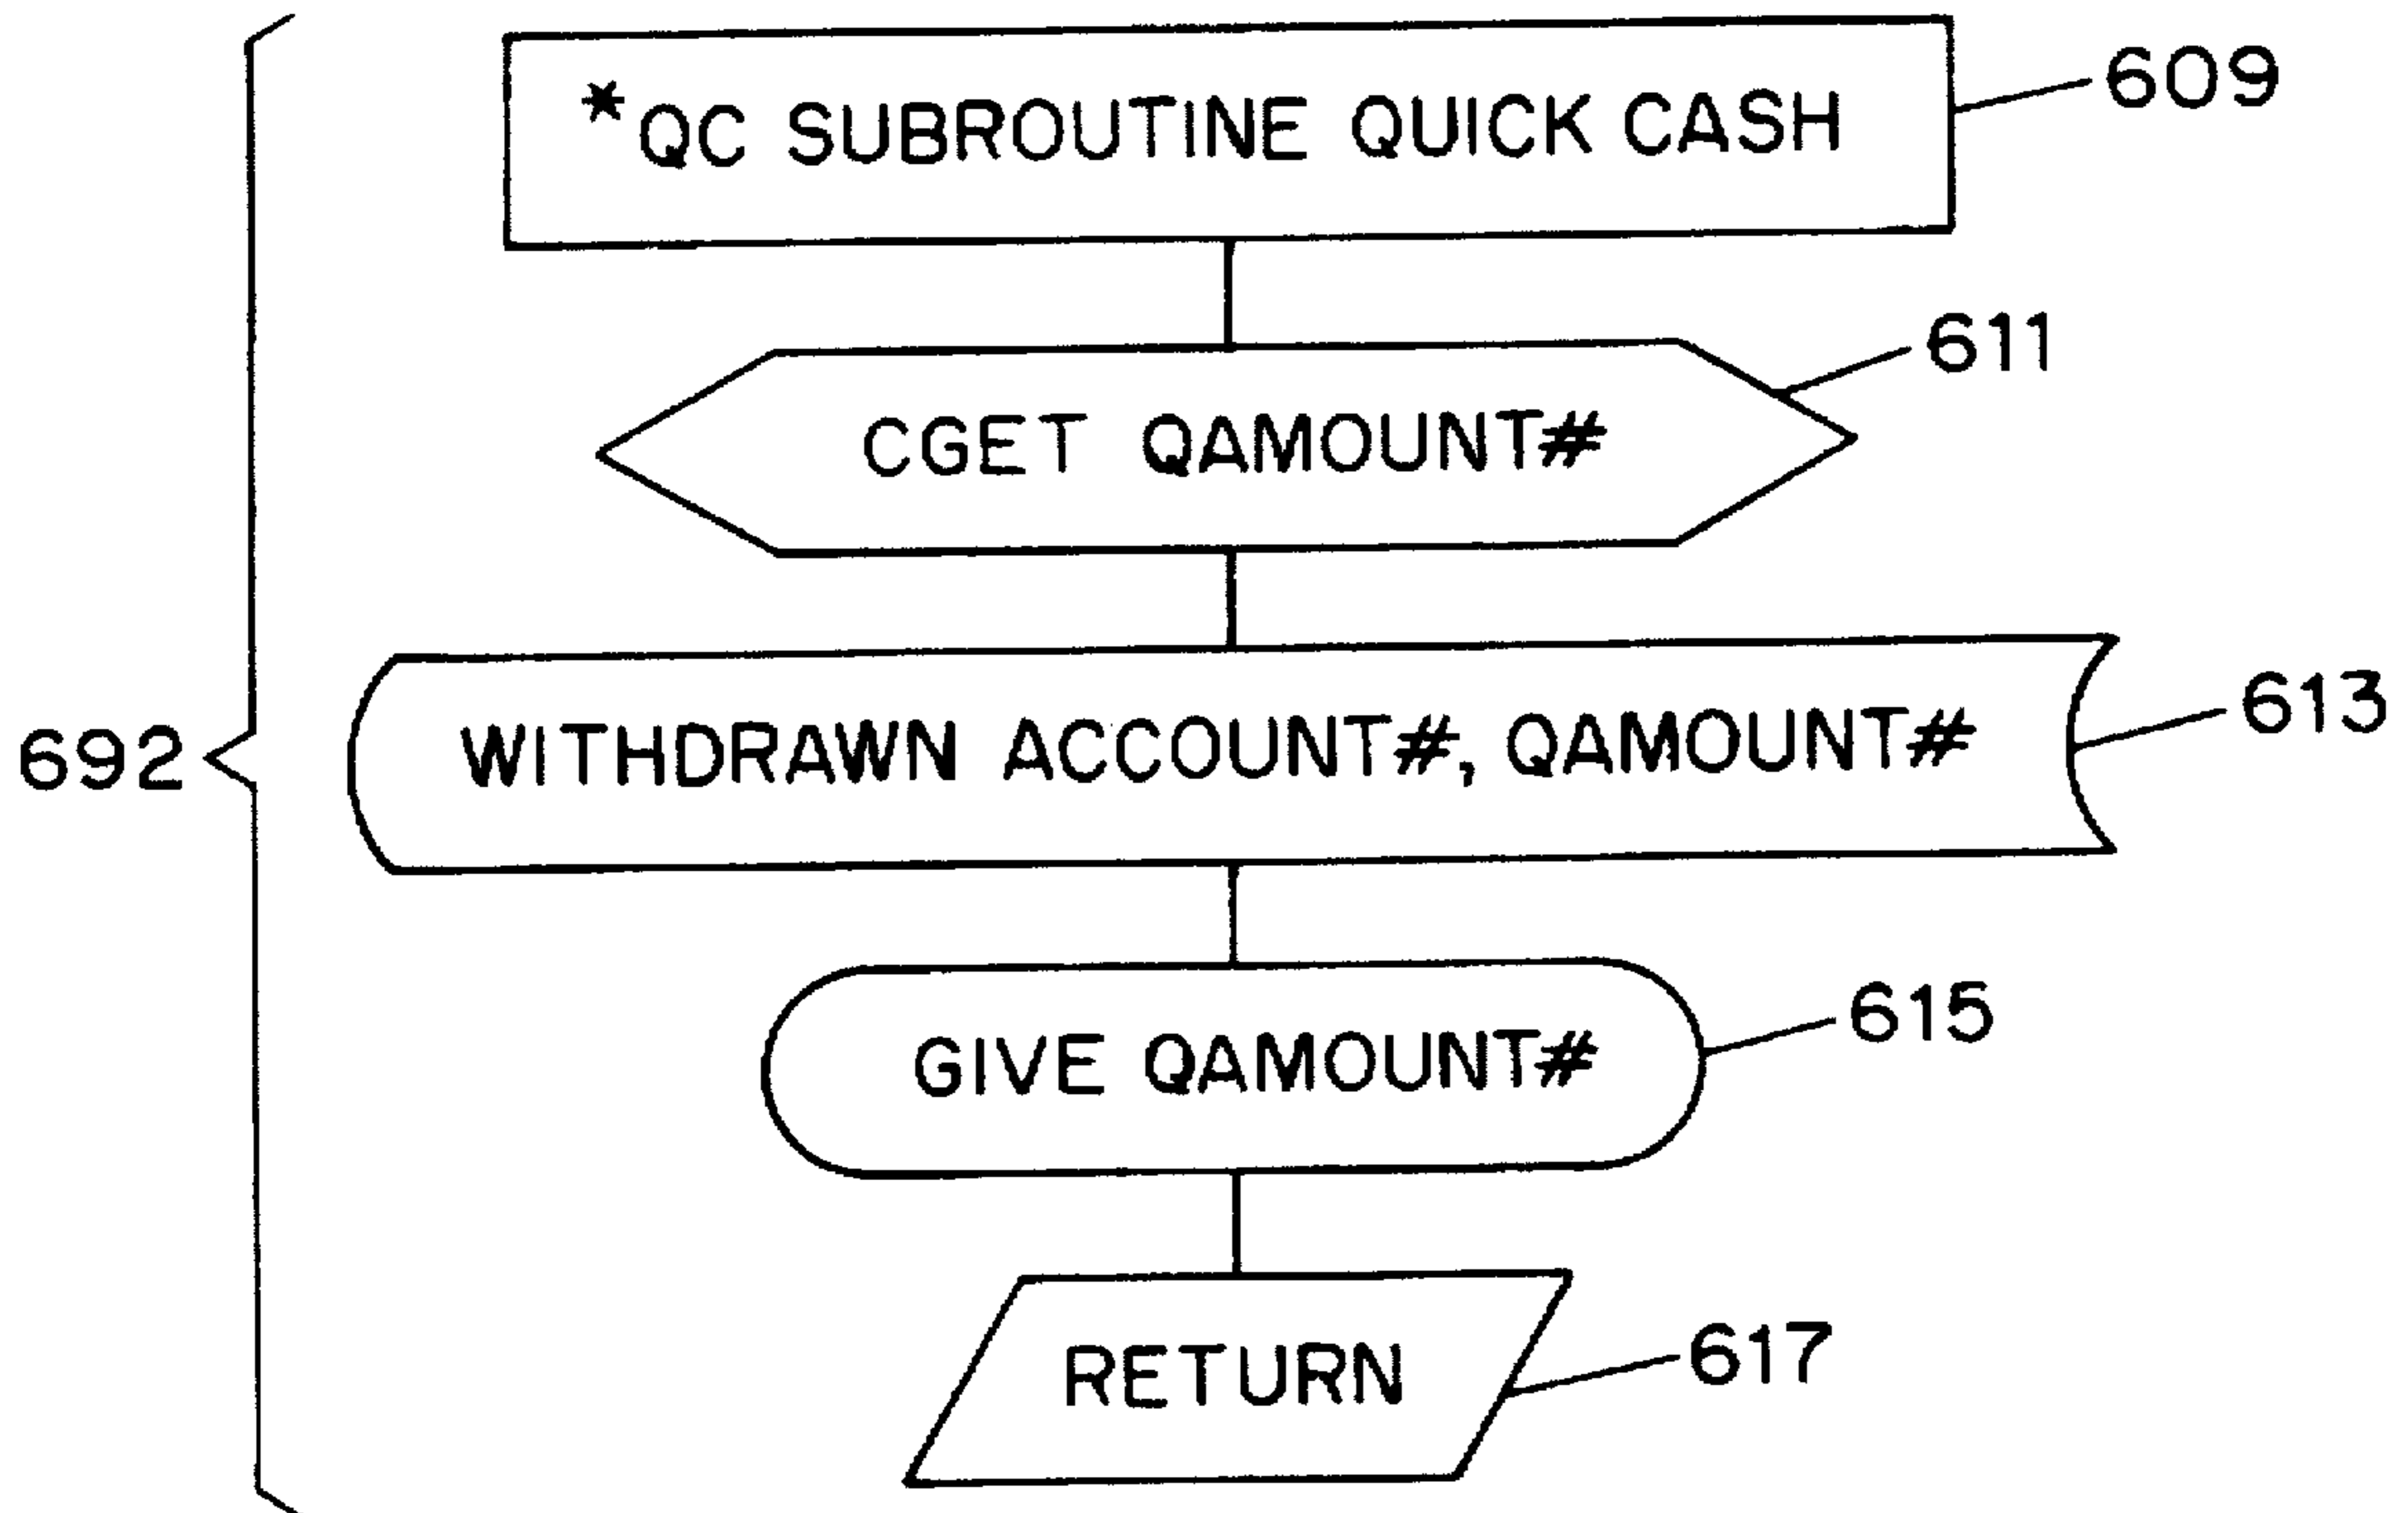 *QC SUBROUTINE QUICK CASH
609
CGET QAMOUNT#
611
WITHDRAWN ACCOUNT#, QAMOUNT#
613
692
GIVE QAMOUNT#
615
RETURN
617